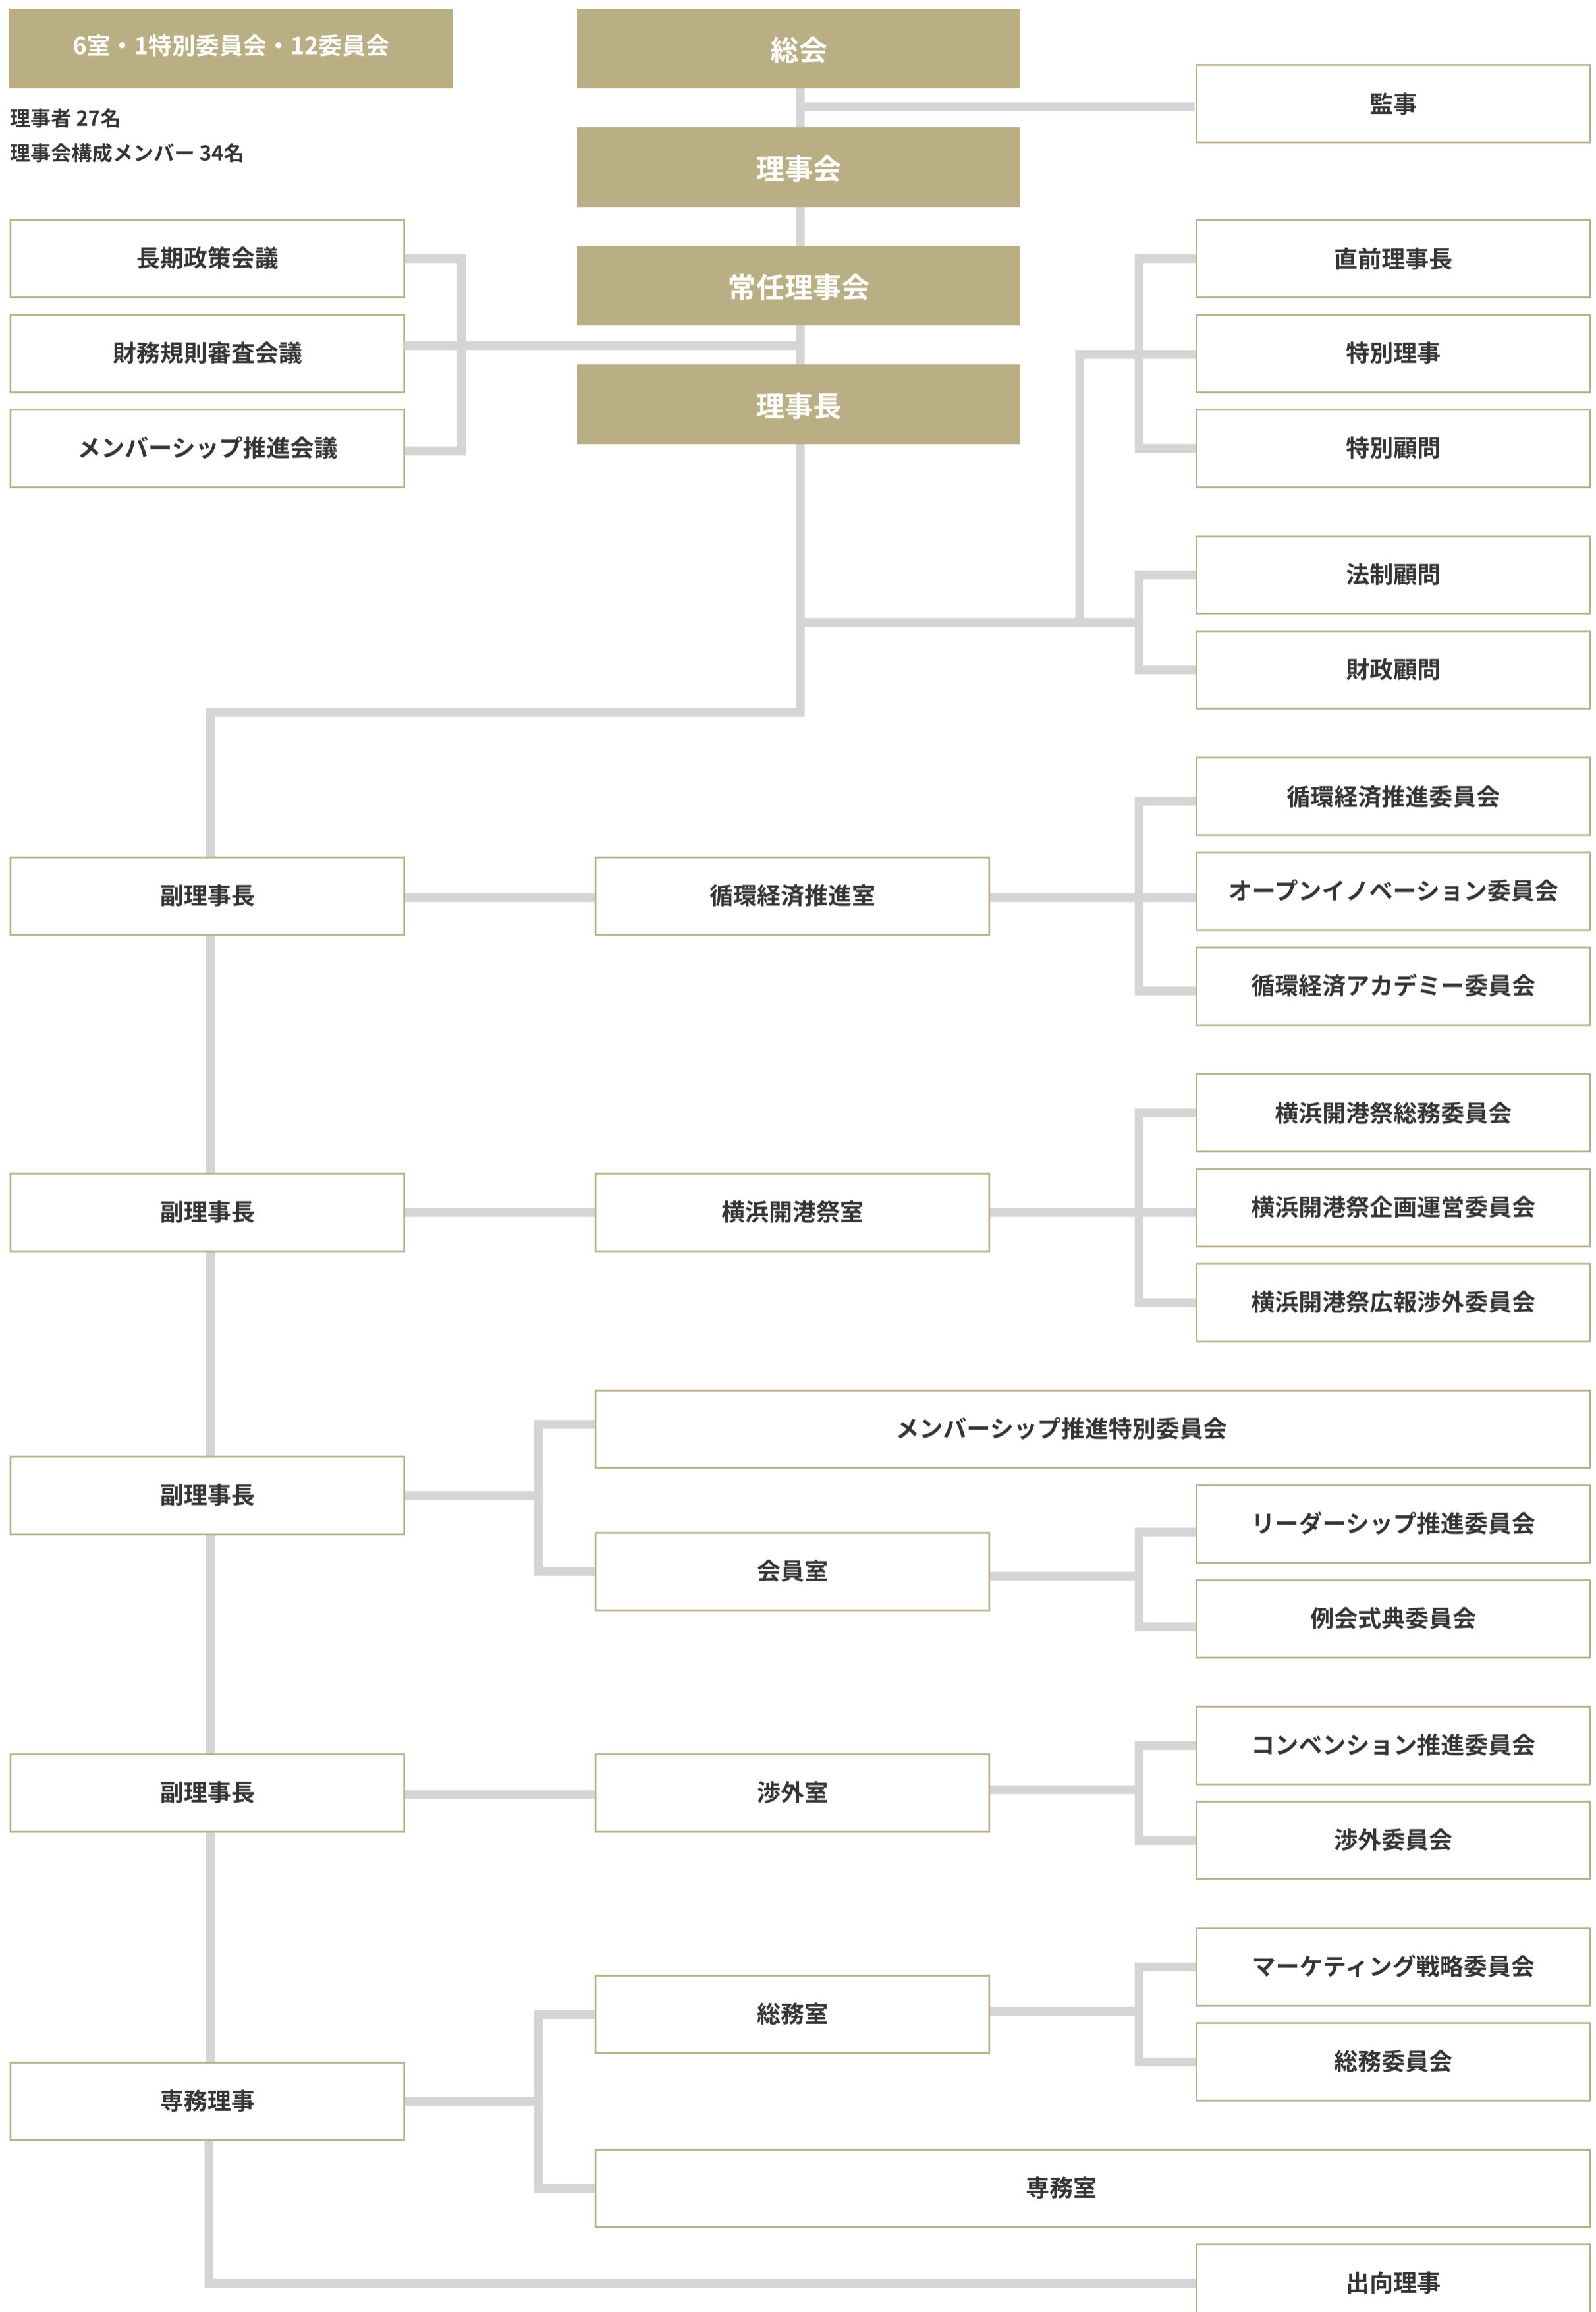 6室・1特別委員会・12委員会
理事者 27名
理事会構成メンバー 34名
総会
監事
理事会
常任理事会
理事長
長期政策会議
財務規則審査会議
メンバーシップ推進会議
直前理事長
特別理事
特別顧問
法制顧問
財政顧問
副理事長
循環経済推進室
循環経済推進委員会
オープンイノベーション委員会
循環経済アカデミー委員会
副理事長
横浜開港祭室
横浜開港祭総務委員会
横浜開港祭企画運営委員会
横浜開港祭広報渉外委員会
副理事長
メンバーシップ推進特別委員会
会員室
リーダーシップ推進委員会
例会式典委員会
副理事長
渉外室
コンベンション推進委員会
渉外委員会
専務理事
総務室
マーケティング戦略委員会
総務委員会
専務室
出向理事